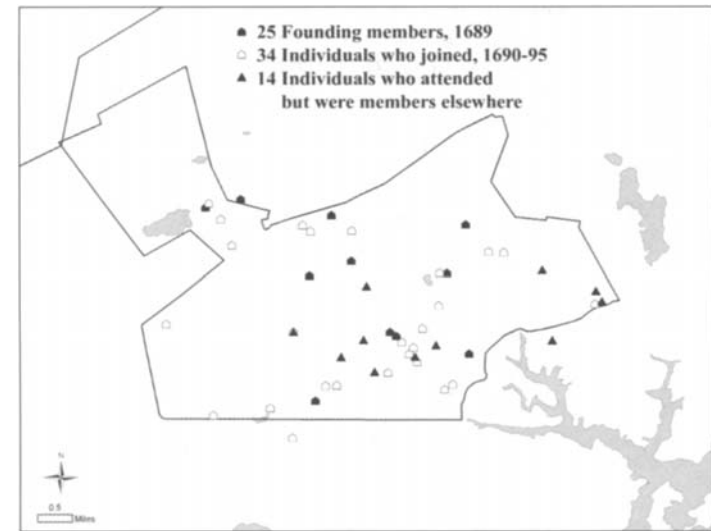 25 Founding members, 1689
34 Individuals who joined, 1690-95
14 Individuals who attended
but were members elsewhere
N
0.5
Miles